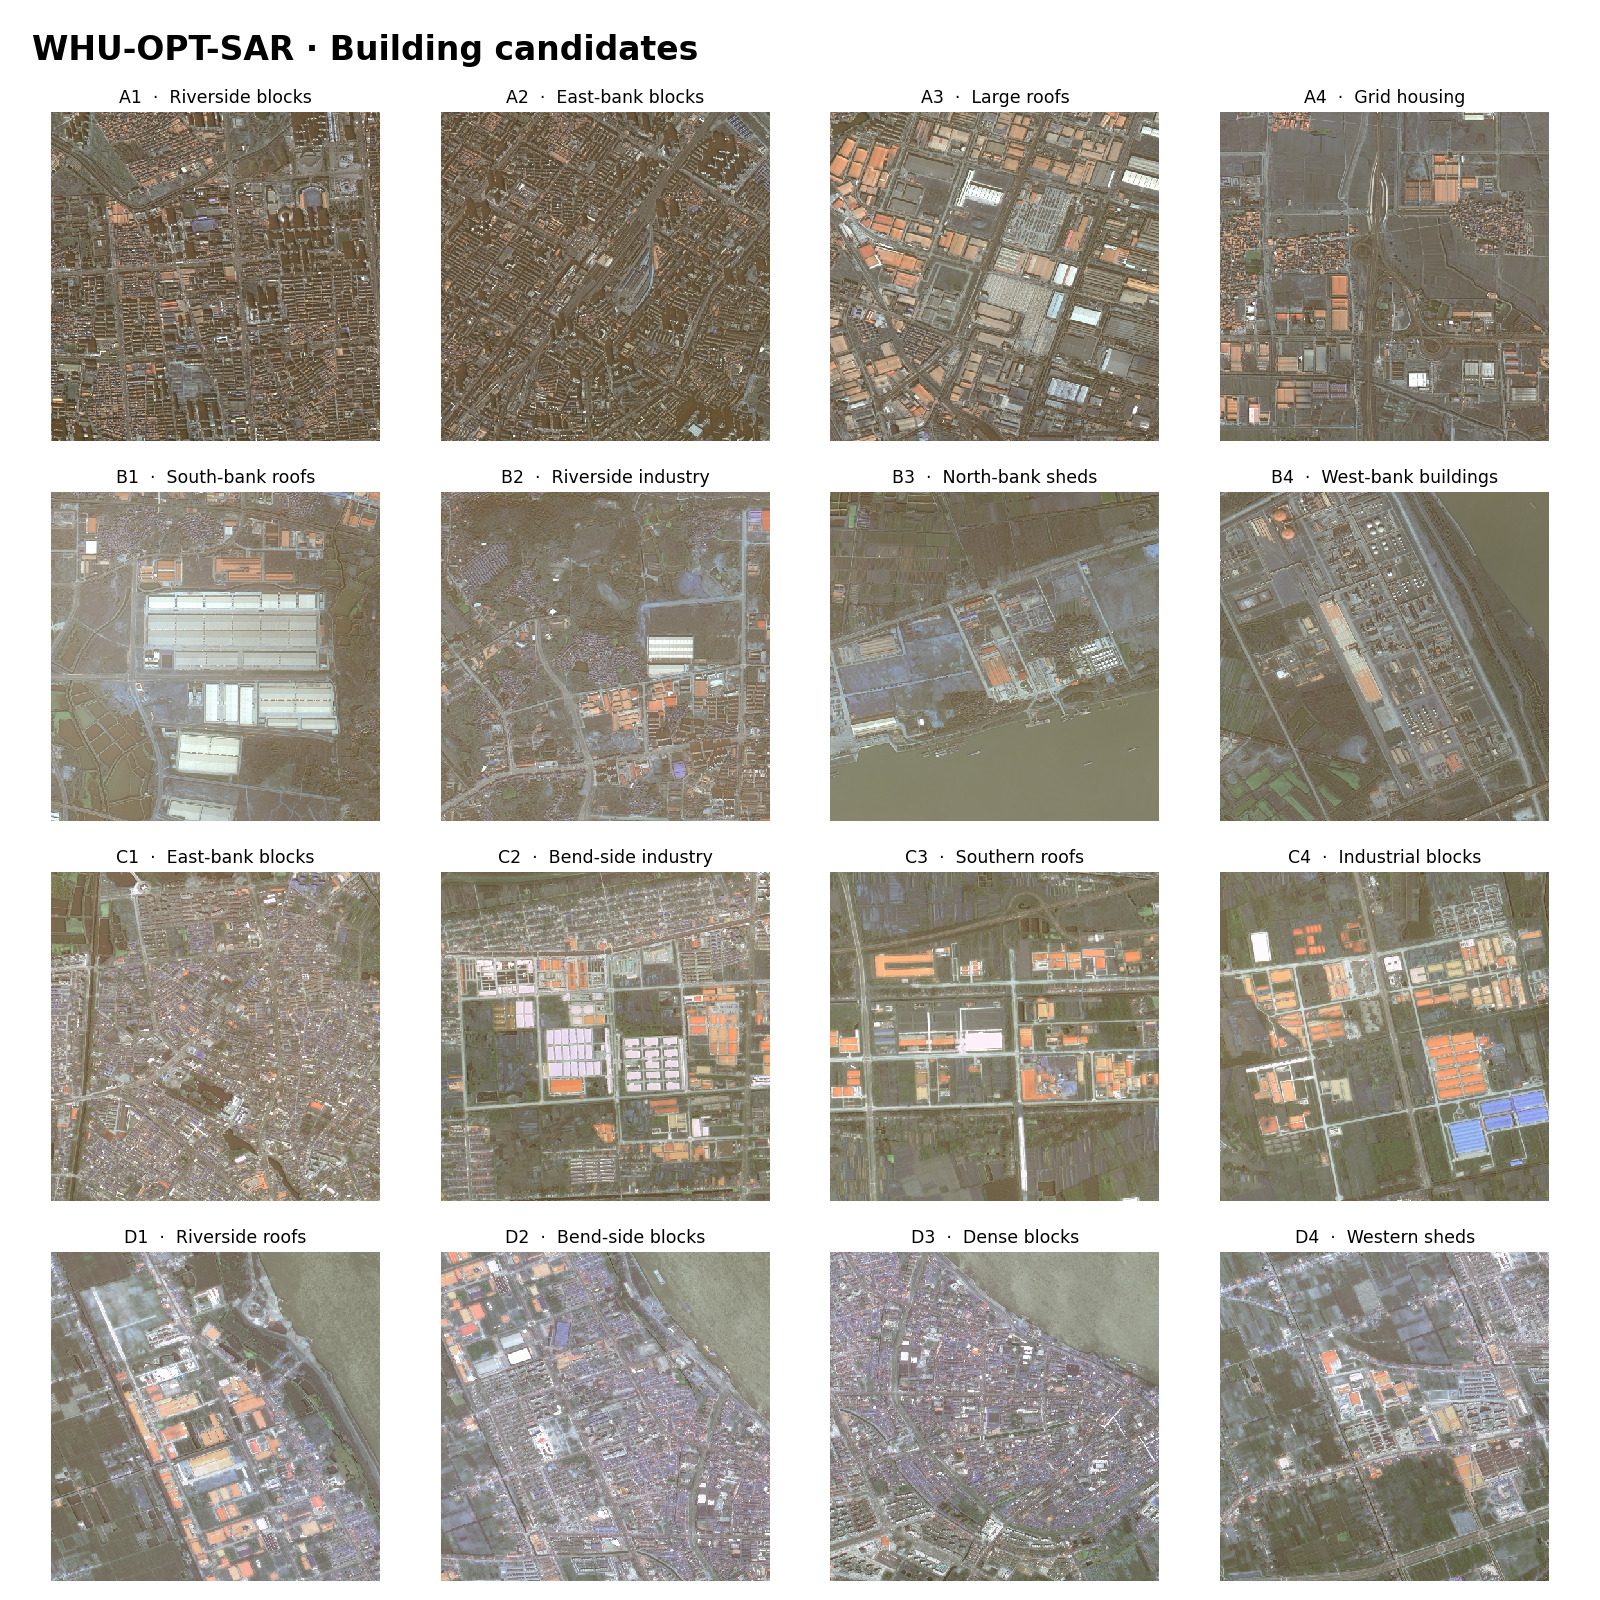 WHU-OPT-SAR · Building candidates
A1 · Riverside blocks
A2 · East-bank blocks
A3 · Large roofs
A4 · Grid housing
B1 · South-bank roofs
B2 · Riverside industry
B3 · North-bank sheds
B4 · West-bank buildings
C1 · East-bank blocks
C2 · Bend-side industry
C3 · Southern roofs
C4 · Industrial blocks
D1 · Riverside roofs
D2 · Bend-side blocks
D3 · Dense blocks
D4 · Western sheds